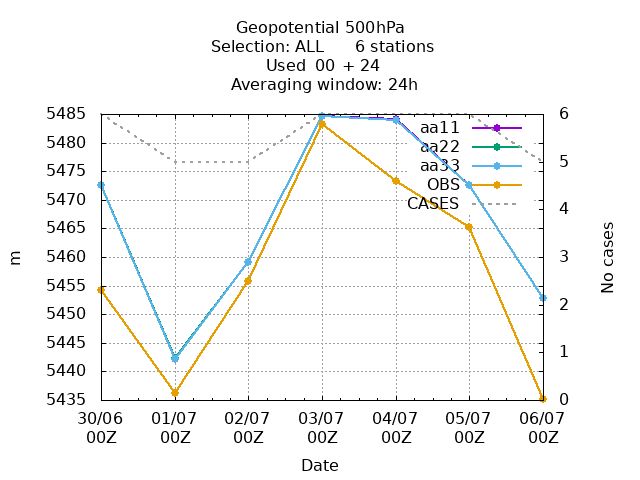 Geopotential 500hPa
Selection: ALL 6 stations
Used 00 + 24
Averaging window: 24h
5485
5480
5475
5470
5465
5460
5455
5450
5445
5440
5435
m
6
5
4
3
2
1
0
No cases
aa11
aa22
aa33
OBS
CASES
30/06 01/07 02/07 03/07 04/07 05/07 06/07
00Z 00Z 00Z 00Z 00Z 00Z 00Z
Date